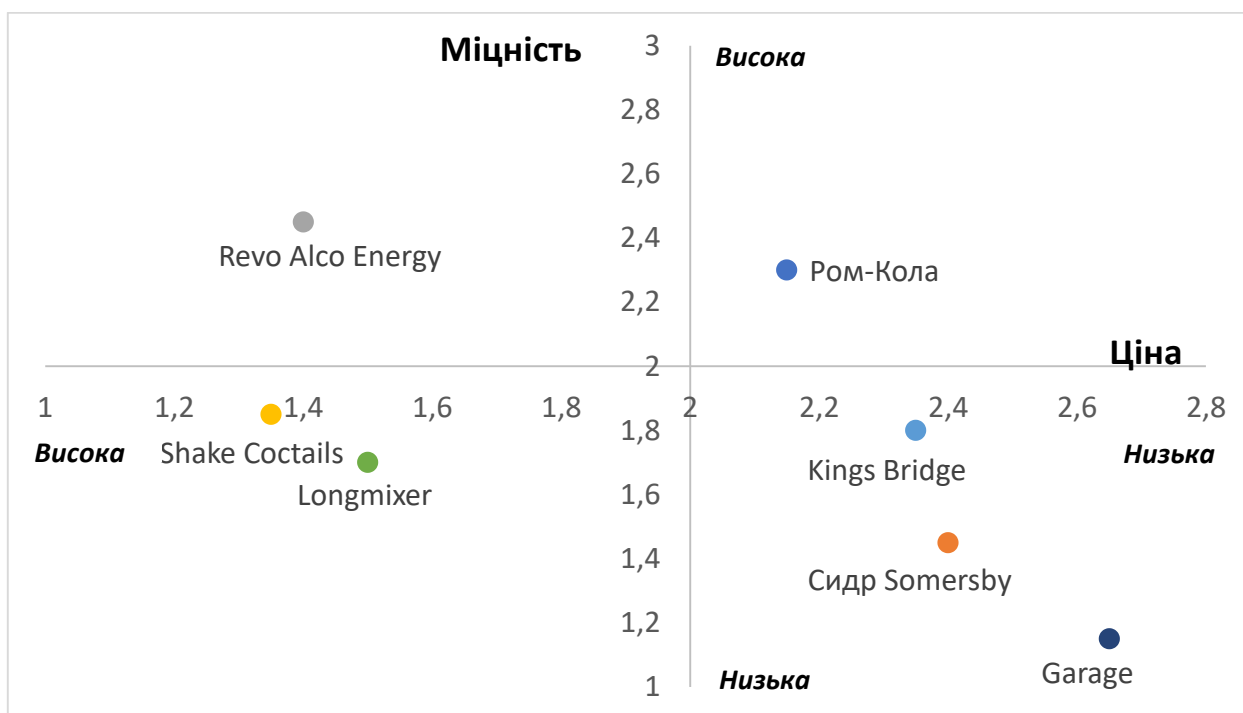 Міцність
3
Висока
2,8
2,6
2,4
Revo Alco Energy
Ром-Кола
2,2
2
Ціна
1
1,2
1,4
1,6
1,8
2
2,2
2,4
2,6
2,8
1,8
Висока
Shake Coctails
Низька
Kings Bridge
Longmixer
1,6
1,4
Сидр Somersby
1,2
Garage
Низька
1